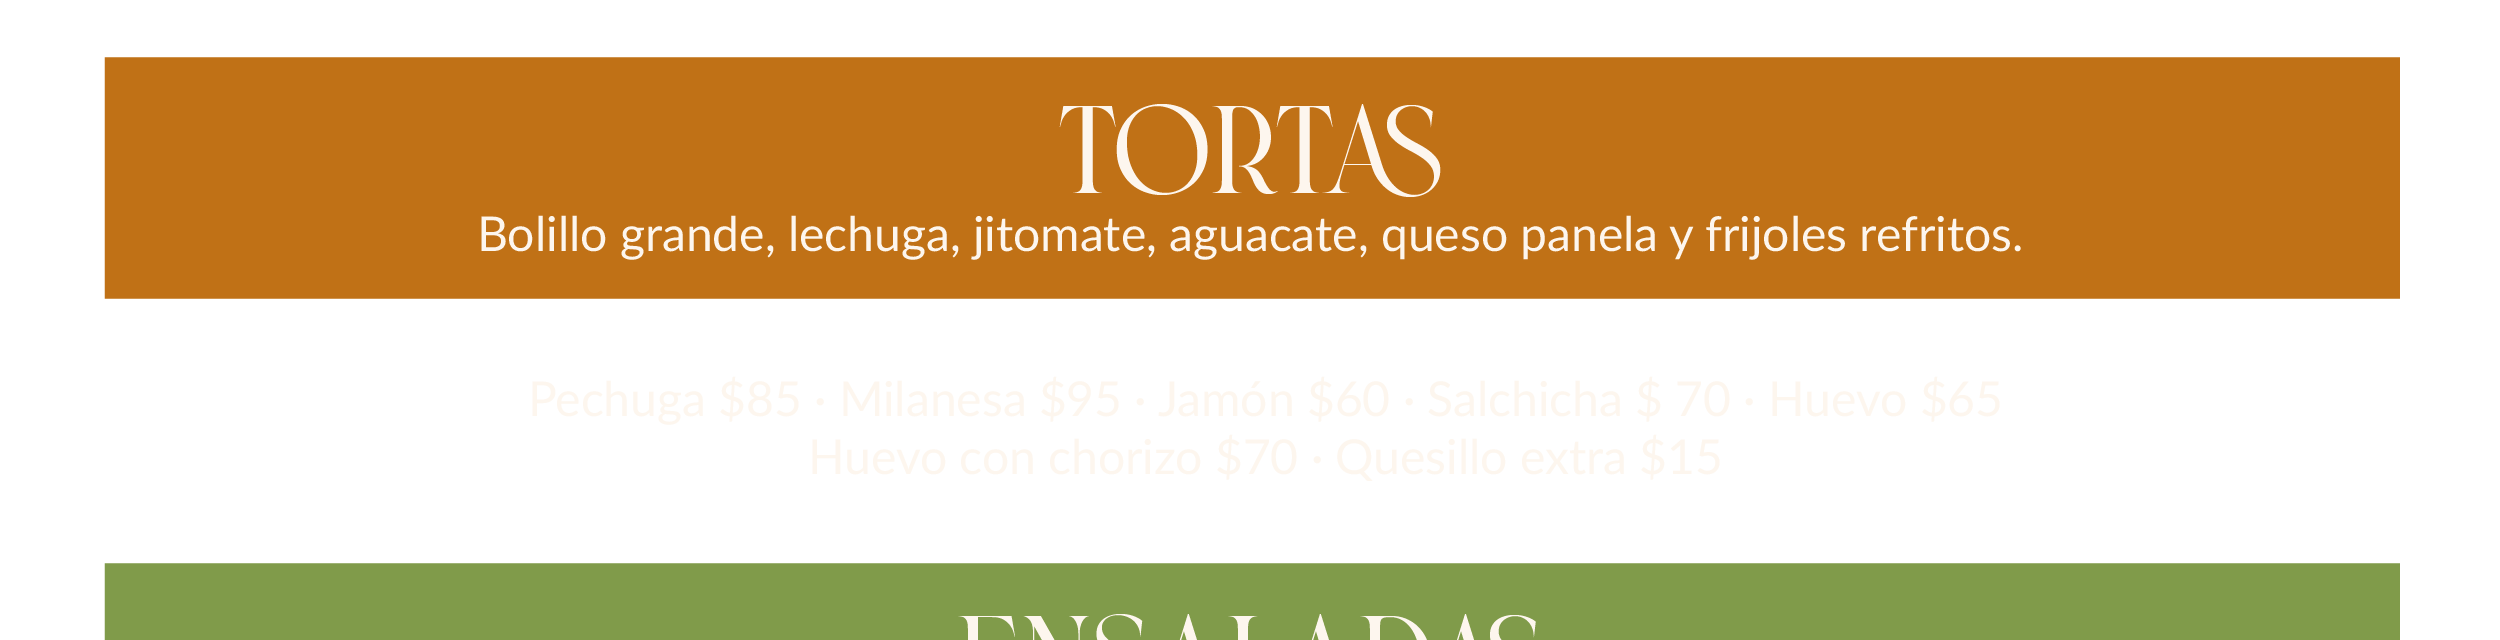 TORTAS
Bolillo grande, lechuga, jitomate, aguacate, queso panela y frijoles refritos.
Pechuga $85 · Milanesa $95 · Jamón $60 · Salchicha $ 70 · Huevo $65
Huevo con chorizo $70 · Quesillo extra $15
ENSALADAS